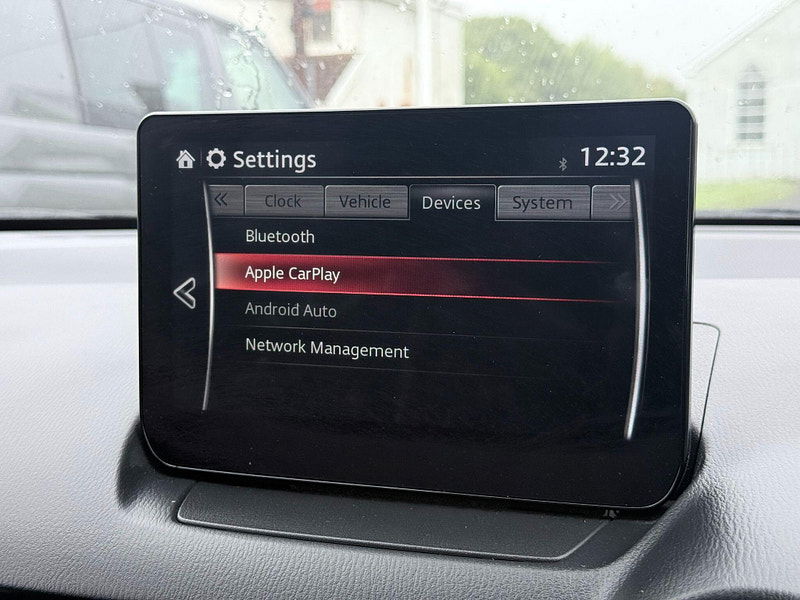 Settings 12:32
Clock Vehicle Devices System
Bluetooth
Apple CarPlay
Android Auto
Network Management